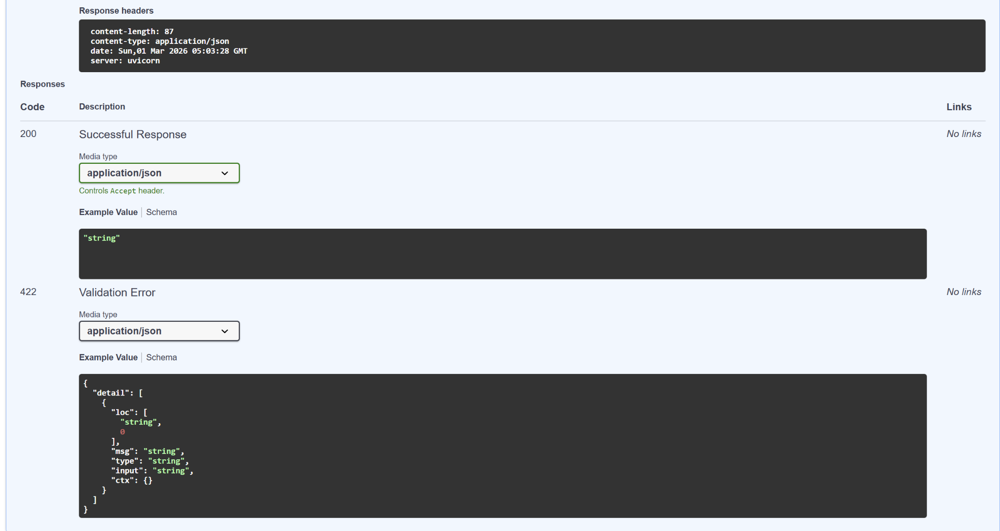 Response headers
content-length: 87
content-type: application/json
date: Sun,01 Mar 2026 05:03:28 GMT
server: uvicorn
Responses
Code Description Links
200 Successful Response No links
Media type
application/json
Controls Accept header.
Example Value Schema
"string"
422 Validation Error No links
Media type
application/json
Example Value Schema
{
  "detail": [
    {
      "loc": [
        "string",
        0
      ],
      "msg": "string",
      "type": "string",
      "input": "string",
      "ctx": {}
    }
  ]
}